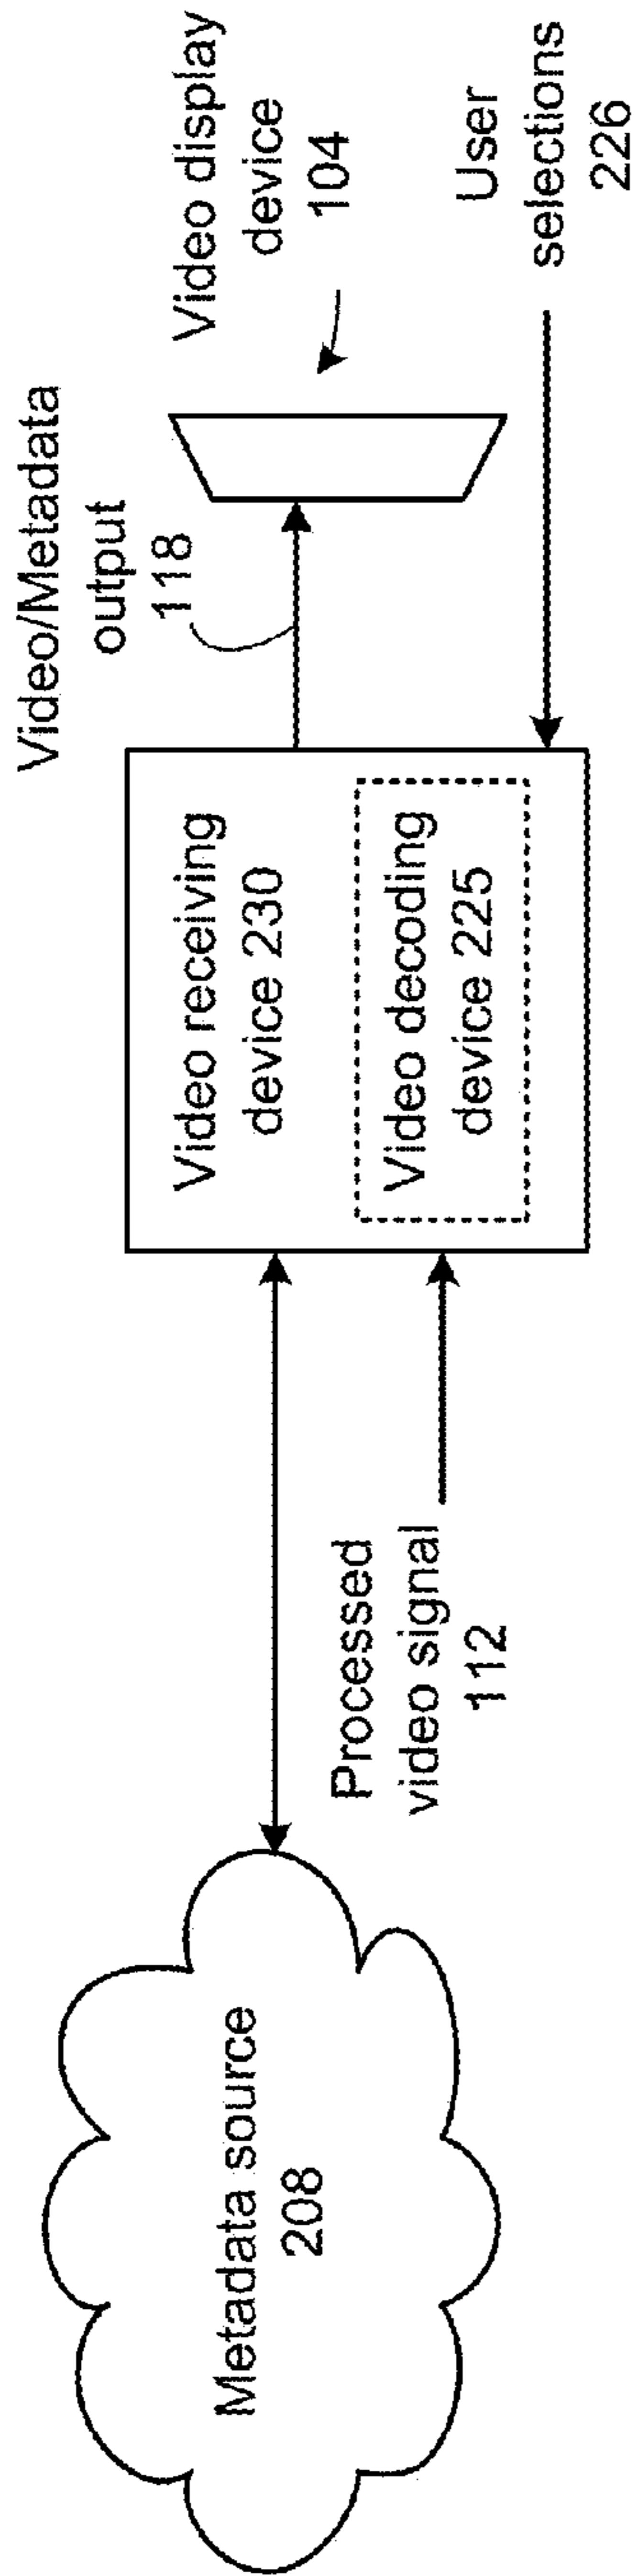 Metadata source
208
Processed
video signal
112
Video receiving
device 230
Video decoding
device 225
Video/Metadata
output
118
Video display
device
104
User
selections
226